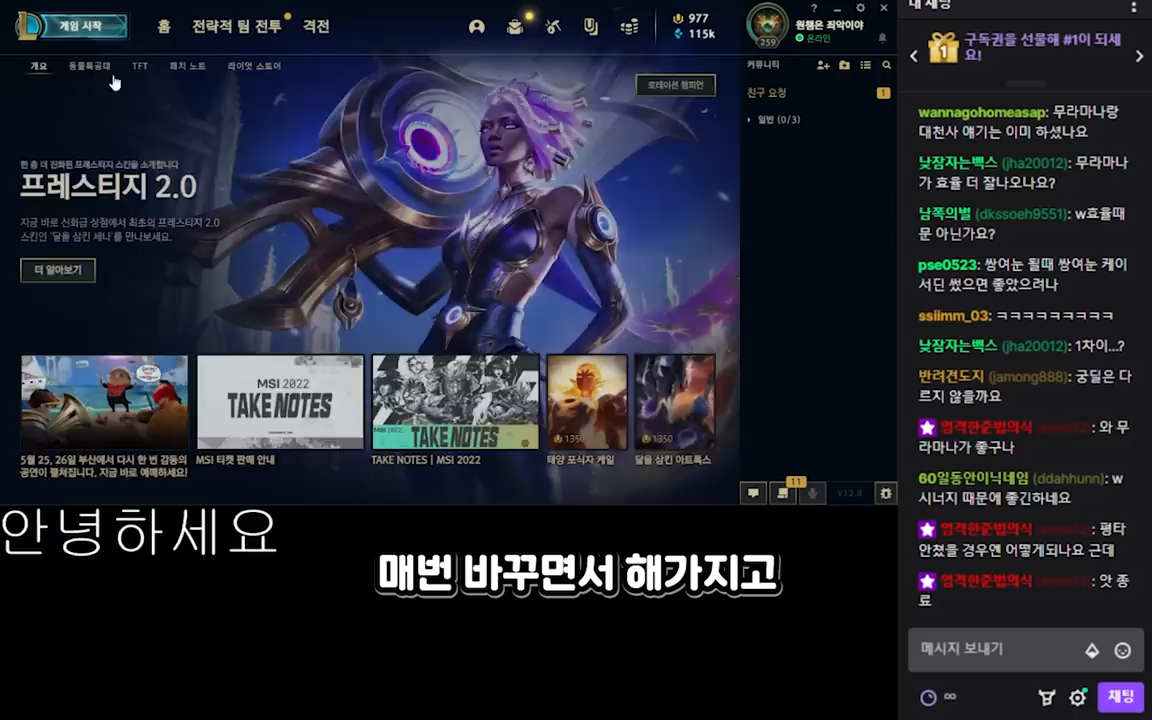 게임 시작
홈
전략적 팀 전투
격전
977
115k
259
원챔은 죄악이야
온라인
개요
동물특공대
TFT
패치 노트
라이엇 스토어
로테이션 챔피언
커뮤니티
친구 요청
1
일반 (0/3)
한 층 더 진화된 프레스티지 스킨을 소개합니다
프레스티지 2.0
지금 바로 신화급 상점에서 최초의 프레스티지 2.0
스킨인 '달을 삼킨 세나'를 만나보세요.
더 알아보기
MSI 2022
TAKE NOTES
MSI 2022
TAKE NOTES
1350
1350
5월 25, 26일 부산에서 다시 한 번 감동의
공연이 펼쳐집니다. 지금 바로 예매하세요!
MSI 티켓 판매 안내
TAKE NOTES | MSI 2022
태양 포식자 케일
달을 삼킨 아트록스
11
V12.8
안녕하세요
매번 바꾸면서 해가지고
내 채팅
1
구독권을 선물해 #1이 되세
요!
wannagohomeasap: 무라마나랑
대천사 얘기는 이미 하셨나요
낮잠자는벡스 (jha20012): 무라마나
가 효율 더 잘나오나요?
남쪽의별 (dkssoeh9551): w효율때
문 아닌가요?
pse0523: 쌍여눈 될때 쌍여눈 케이
서딘 썼으면 좋았으려나
ssiimm_03: ㅋㅋㅋㅋㅋㅋㅋㅋㅋ
낮잠자는벡스 (jha20012): 1차이...?
반려견도지 (jamong888): 궁딜은 다
르지 않을까요
엄격한준법의식 : 와 무
라마나가 좋구나
60일동안이닉네임 (ddahhunn): w
시너지 때문에 좋긴하네요
엄격한준법의식 : 평타
안쳤을 경우엔 어떻게되나요 근데
엄격한준법의식 : 앗 종
료
메시지 보내기
채팅